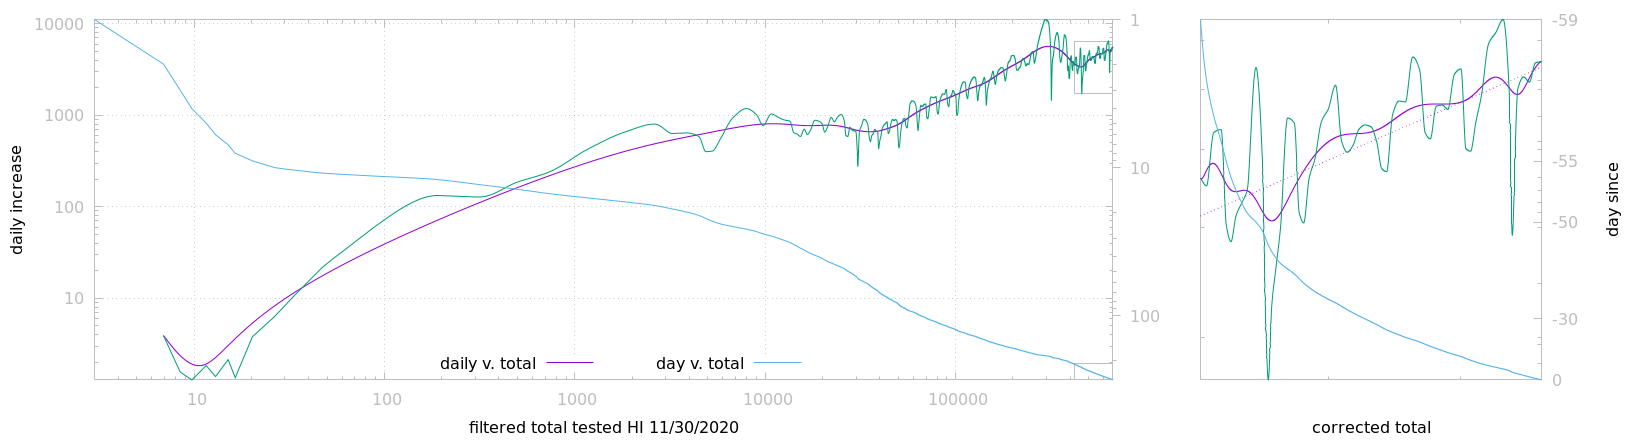 10000
1000
100
10
daily increase
1
10
100
daily v. total
day v. total
10
100
1000
10000
100000
filtered total tested HI 11/30/2020
-59
-55
-50
-30
0
day since
corrected total